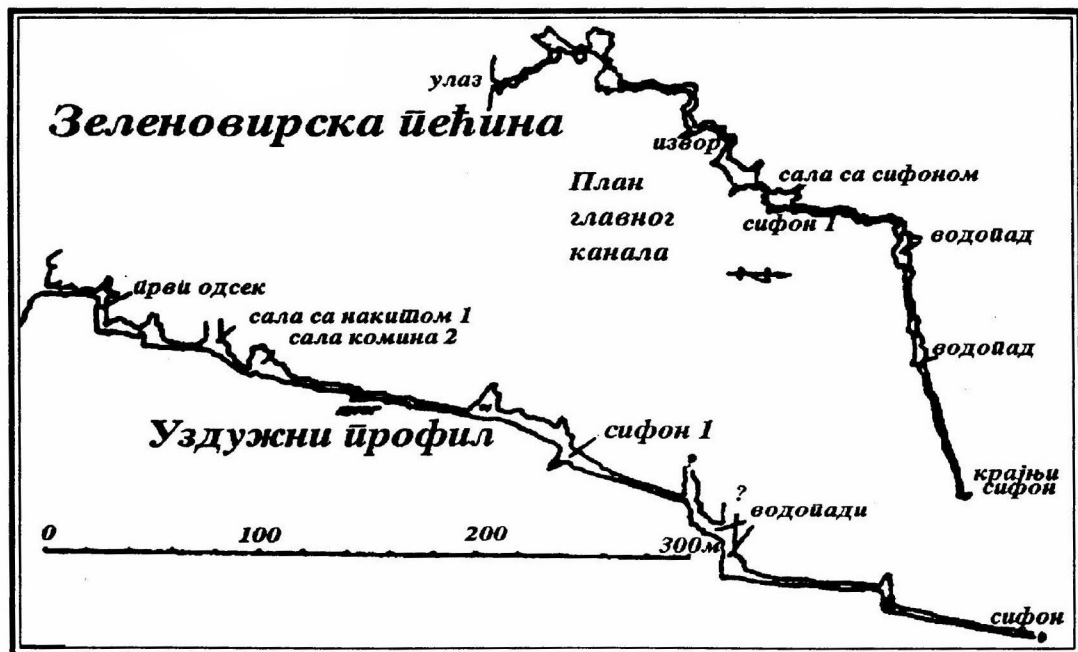 улаз
Зеленовирска пећина
извор
План
главног
канала
сала са сифоном
сифон 1
водопад
водопад
крајњи
сифон
први одсек
сала са накитом 1
сала комина 2
Уздужни профил
сифон 1
?
водопади
0 100 200 300м
сифон